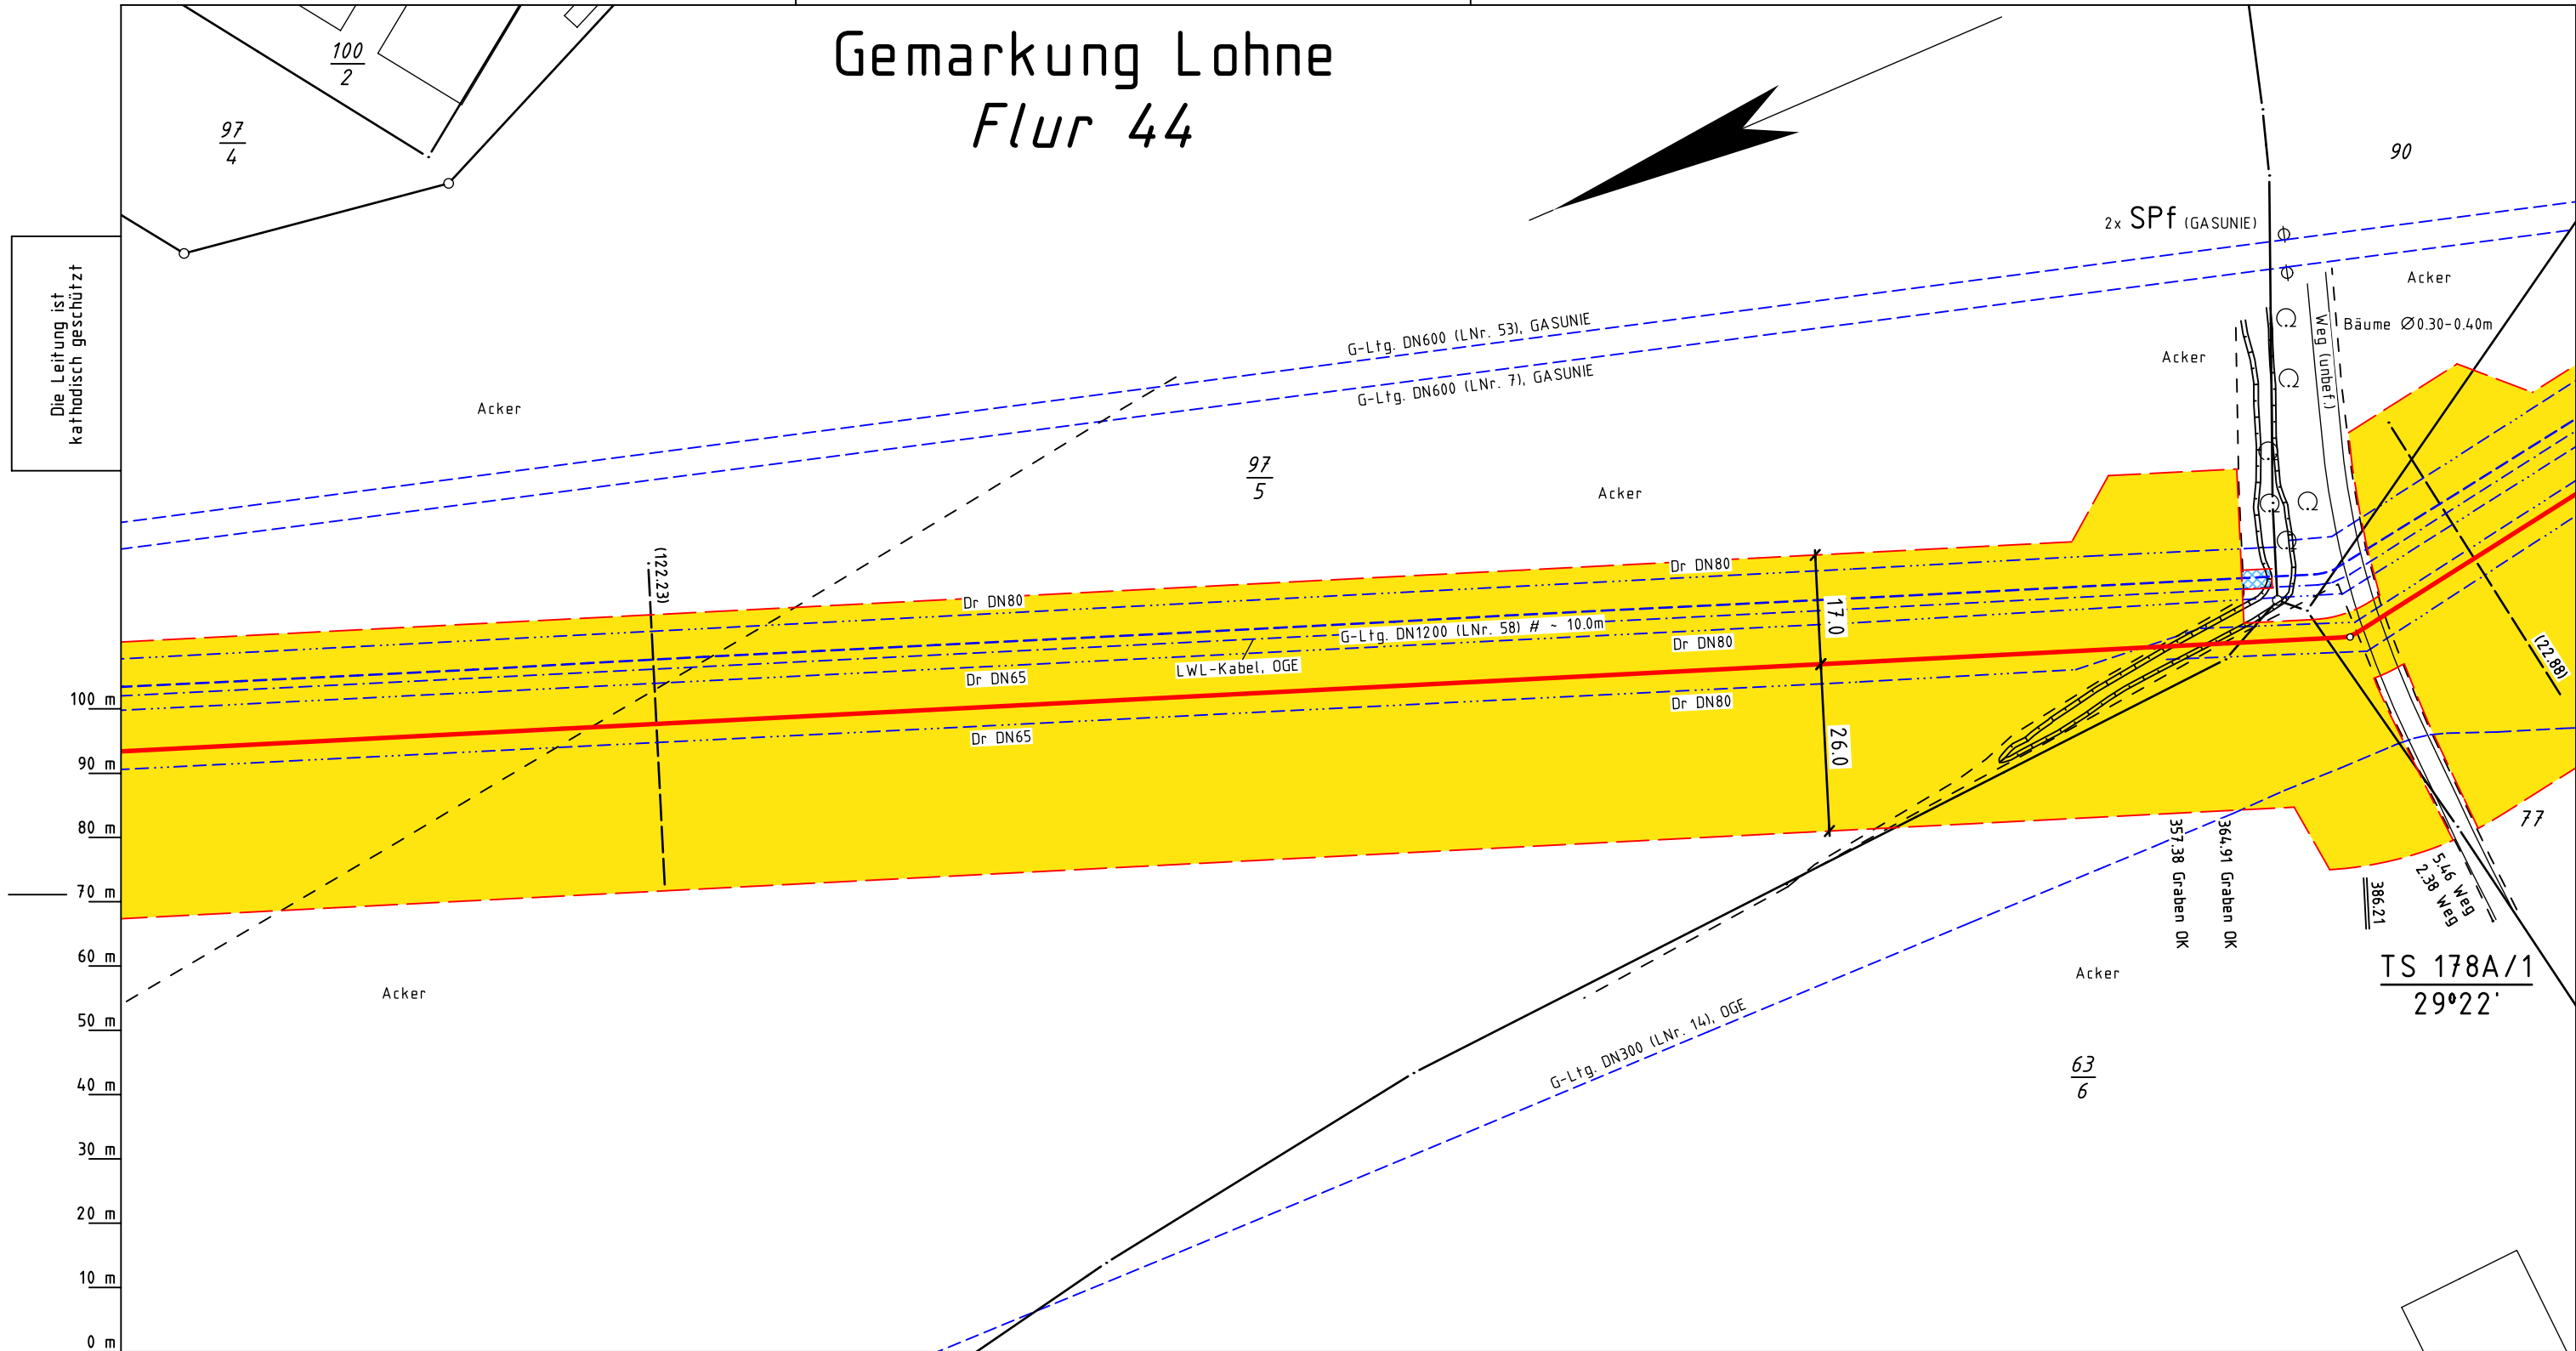 Gemarkung Lohne
Flur 44
100
2
97
4
90
2x SPf (GASUNIE)
Die Leitung ist
kathodisch geschützt
Acker
Bäume Ø0.30-0.40m
Weg (unbef.)
G-Ltg. DN600 (LNr. 53), GASUNIE
Acker
G-Ltg. DN600 (LNr. 7), GASUNIE
Acker
97
5
Acker
(122.23)
Dr DN80
Dr DN80
17.0
G-Ltg. DN1200 (LNr. 58) # ~ 10.0m
Dr DN80
LWL-Kabel, OGE
Dr DN65
(22.88)
Dr DN80
Dr DN65
26.0
100 m
90 m
80 m
70 m
60 m
50 m
40 m
30 m
20 m
10 m
0 m
77
357.38 Graben OK
364.91 Graben OK
386.21
5.46 Weg
2.38 Weg
TS 178A/1
29°22'
Acker
Acker
G-Ltg. DN300 (LNr. 14), OGE
63
6